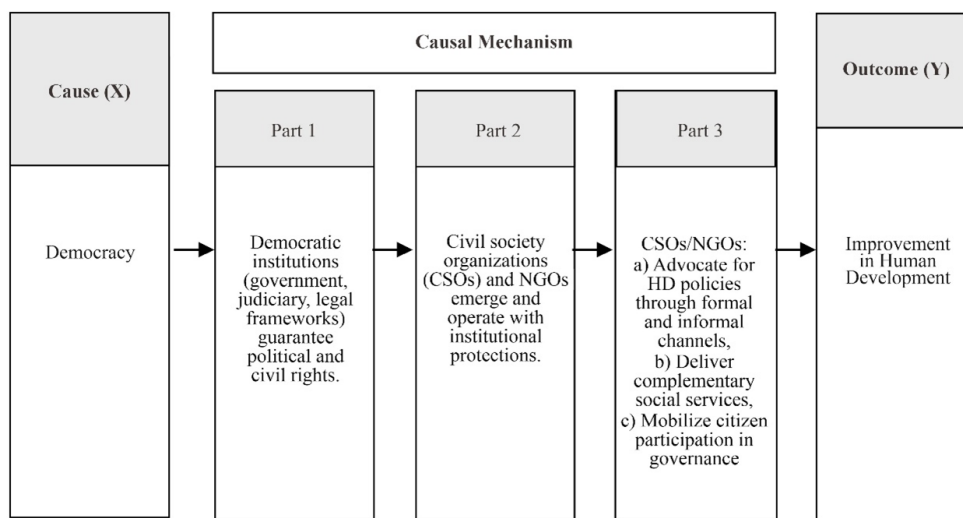 Cause (X)
Causal Mechanism
Outcome (Y)
Part 1
Part 2
Part 3
Democracy
Democratic
institutions
(government,
judiciary, legal
frameworks)
guarantee
political and
civil rights.
Civil society
organizations
(CSOs) and NGOs
emerge and
operate with
institutional
protections.
CSOs/NGOs:
a) Advocate for
HD policies
through formal
and informal
channels,
b) Deliver
complementary
social services,
c) Mobilize citizen
participation in
governance
Improvement
in Human
Development